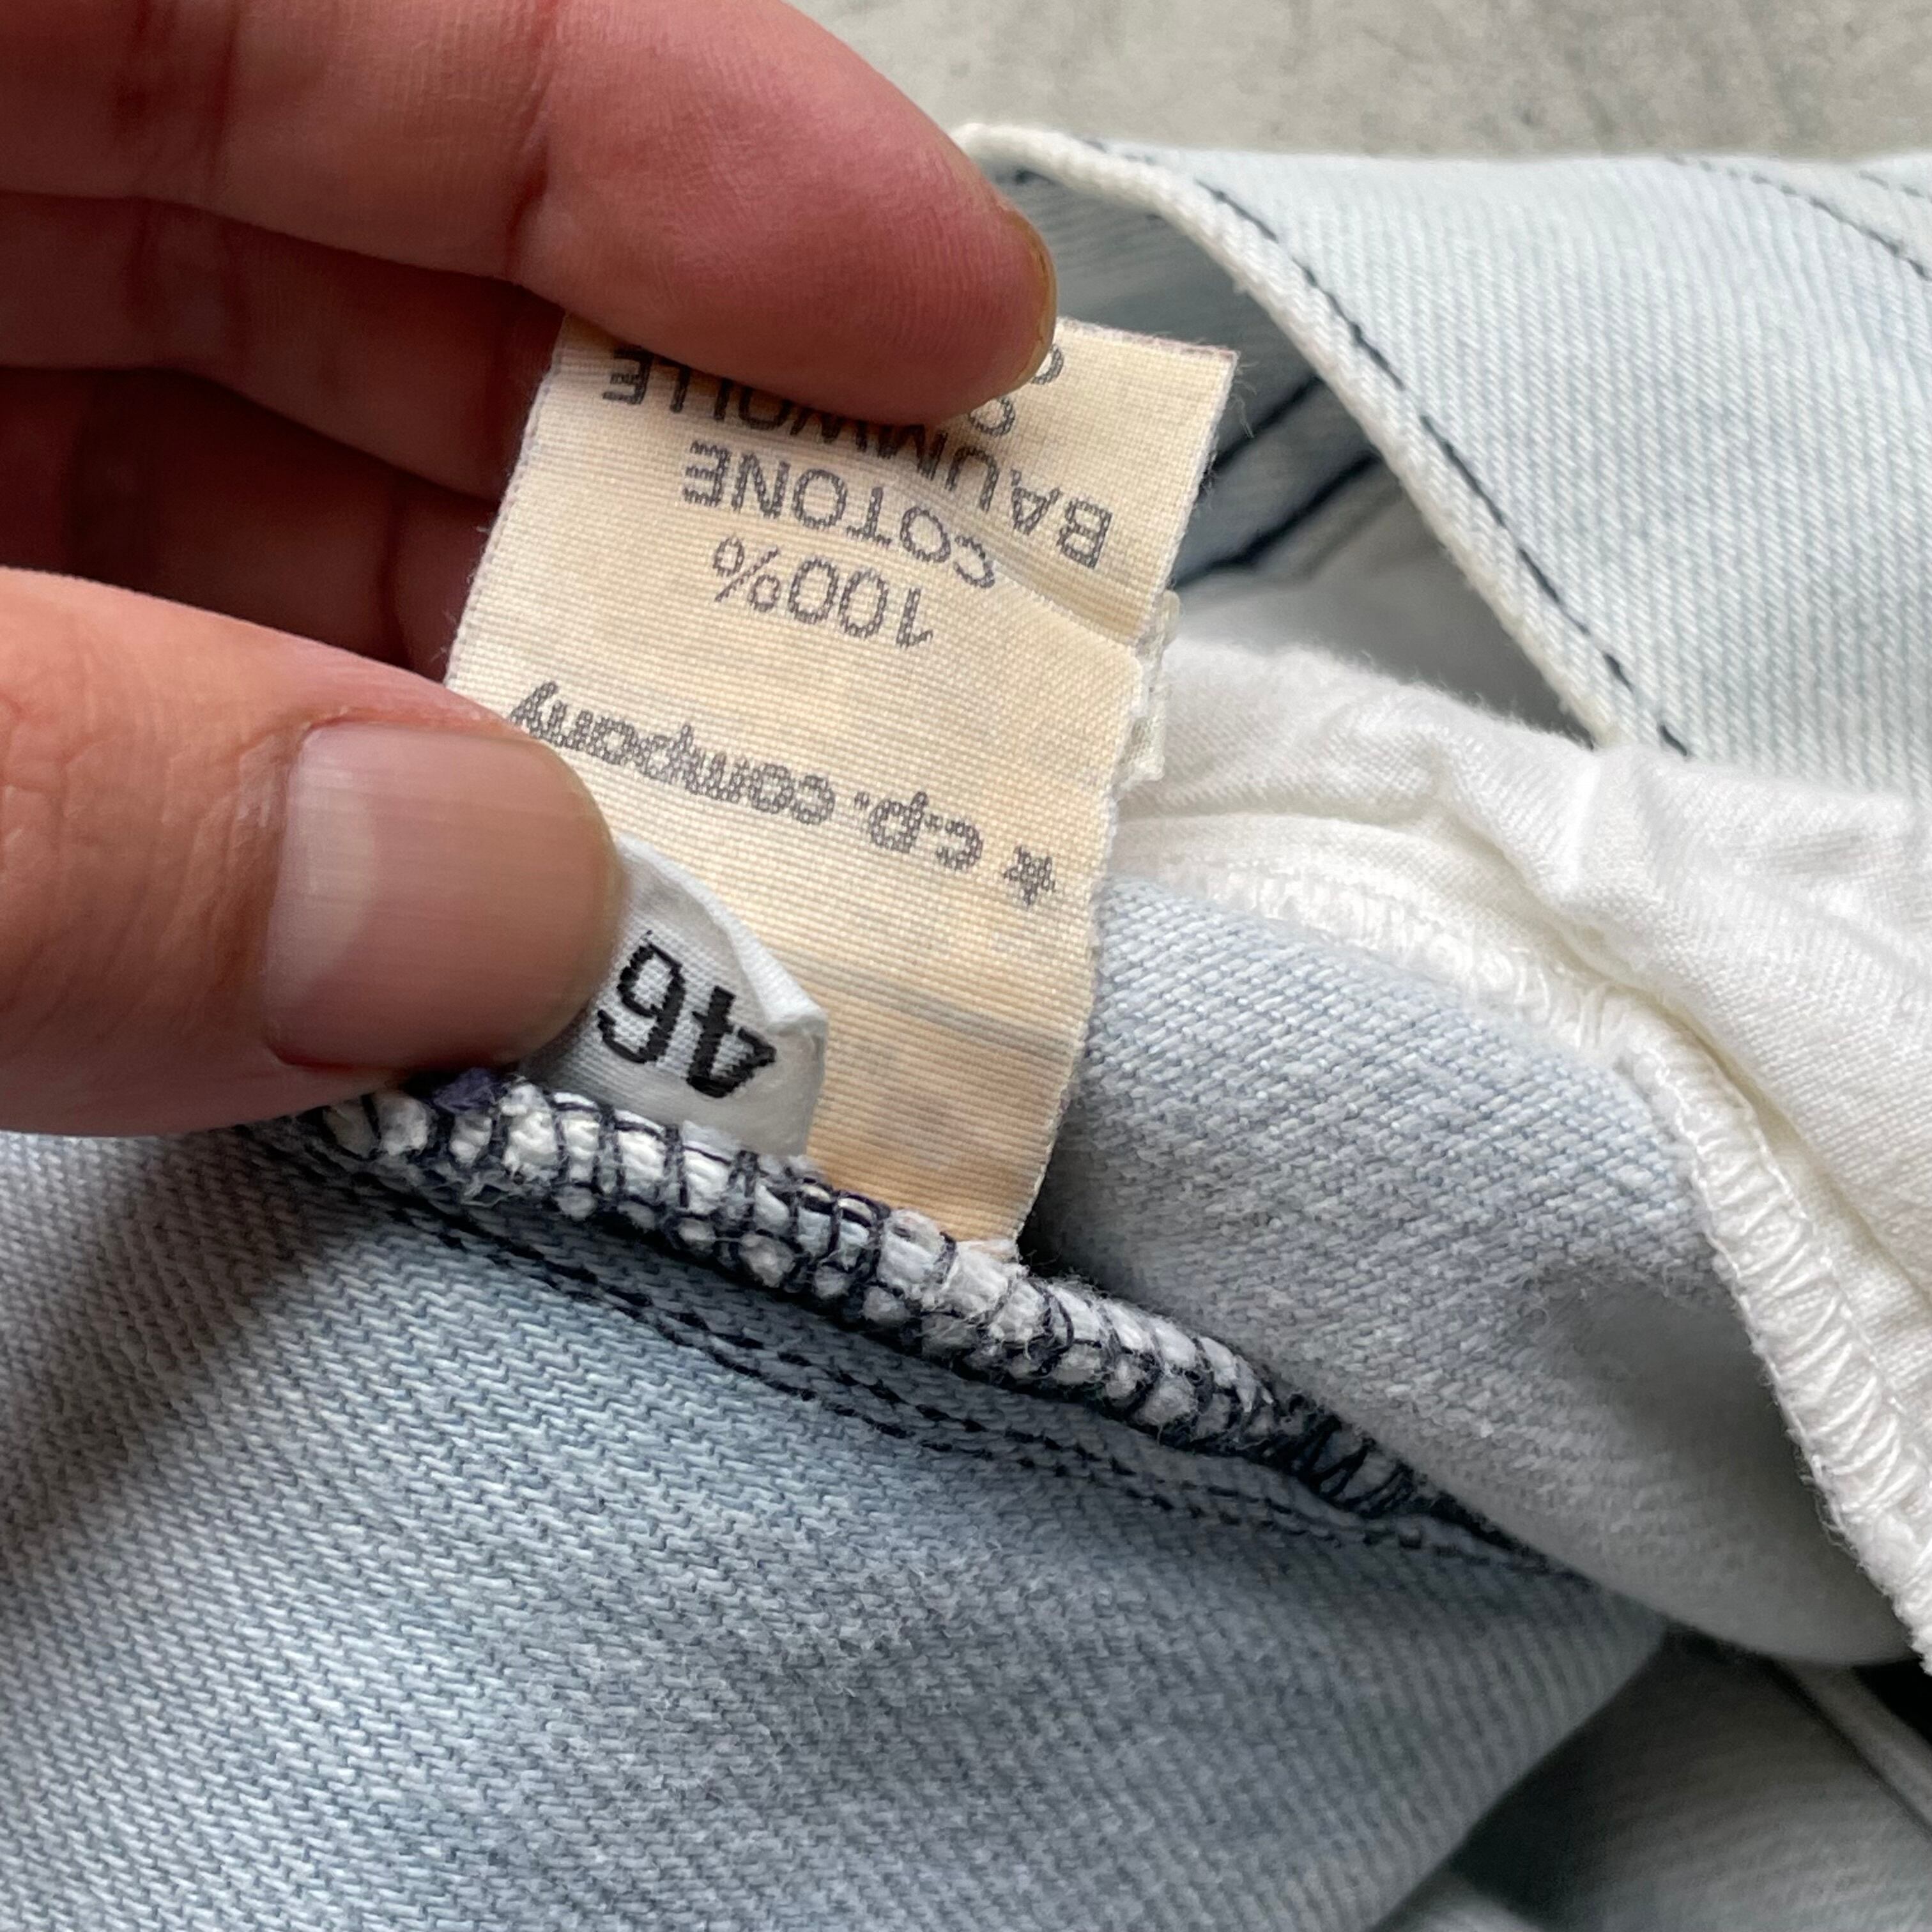 46
* c.p. company
100%
COTONE
BAUMWOLLE